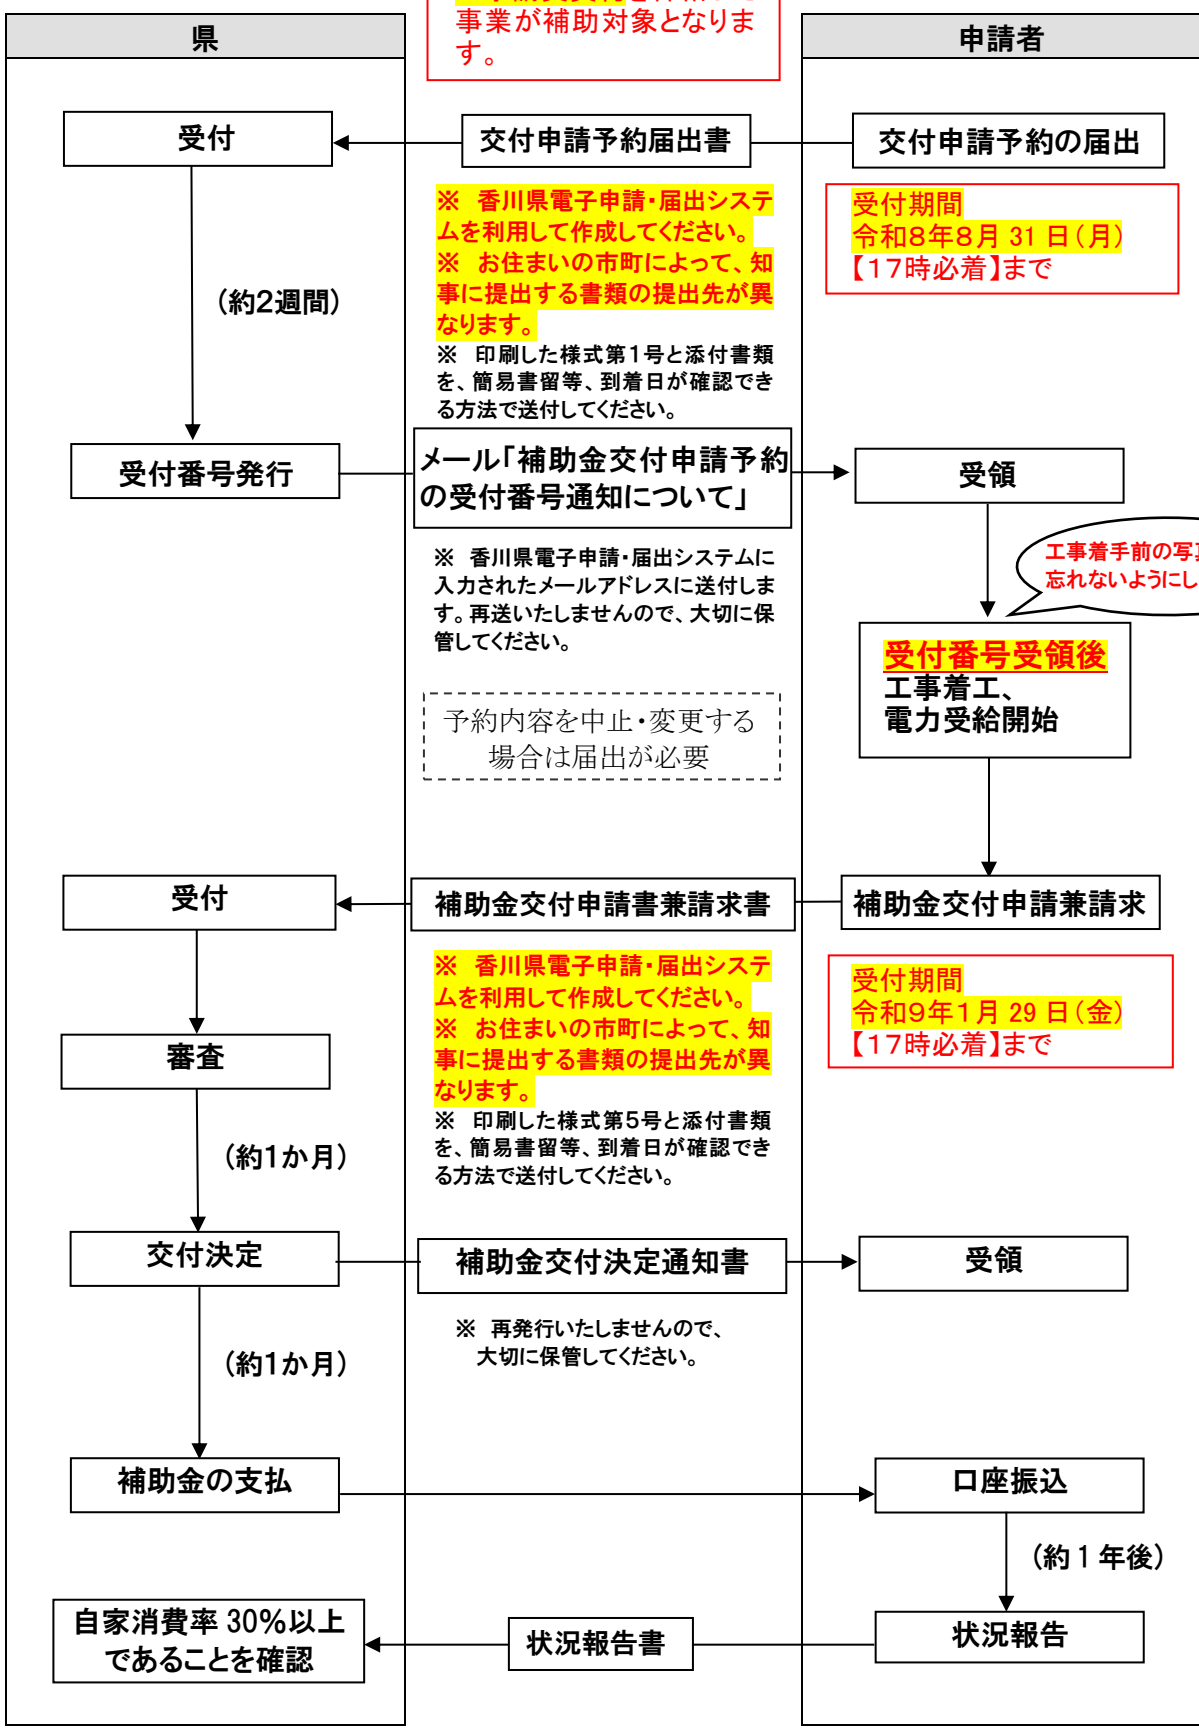 事業が補助対象となりま
す。
県
申請者
受付
交付申請予約届出書
交付申請予約の届出
※ 香川県電子申請・届出システ
ムを利用して作成してください。
※ お住まいの市町によって、知
事に提出する書類の提出先が異
なります。
※ 印刷した様式第1号と添付書類
を、簡易書留等、到着日が確認でき
る方法で送付してください。
受付期間
令和8年8月 31 日(月)
【17時必着】まで
(約2週間)
受付番号発行
メール「補助金交付申請予約
の受付番号通知について」
受領
※ 香川県電子申請・届出システムに
入力されたメールアドレスに送付しま
す。再送いたしませんので、大切に保
管してください。
工事着手前の写
忘れないようにし
受付番号受領後
工事着工、
電力受給開始
予約内容を中止・変更する
場合は届出が必要
受付
補助金交付申請書兼請求書
補助金交付申請兼請求
※ 香川県電子申請・届出システ
ムを利用して作成してください。
※ お住まいの市町によって、知
事に提出する書類の提出先が異
なります。
※ 印刷した様式第5号と添付書類
を、簡易書留等、到着日が確認でき
る方法で送付してください。
受付期間
令和9年1月 29 日(金)
【17時必着】まで
審査
(約1か月)
交付決定
補助金交付決定通知書
受領
※ 再発行いたしませんので、
大切に保管してください。
(約1か月)
補助金の支払
口座振込
(約1年後)
自家消費率 30%以上
であることを確認
状況報告書
状況報告